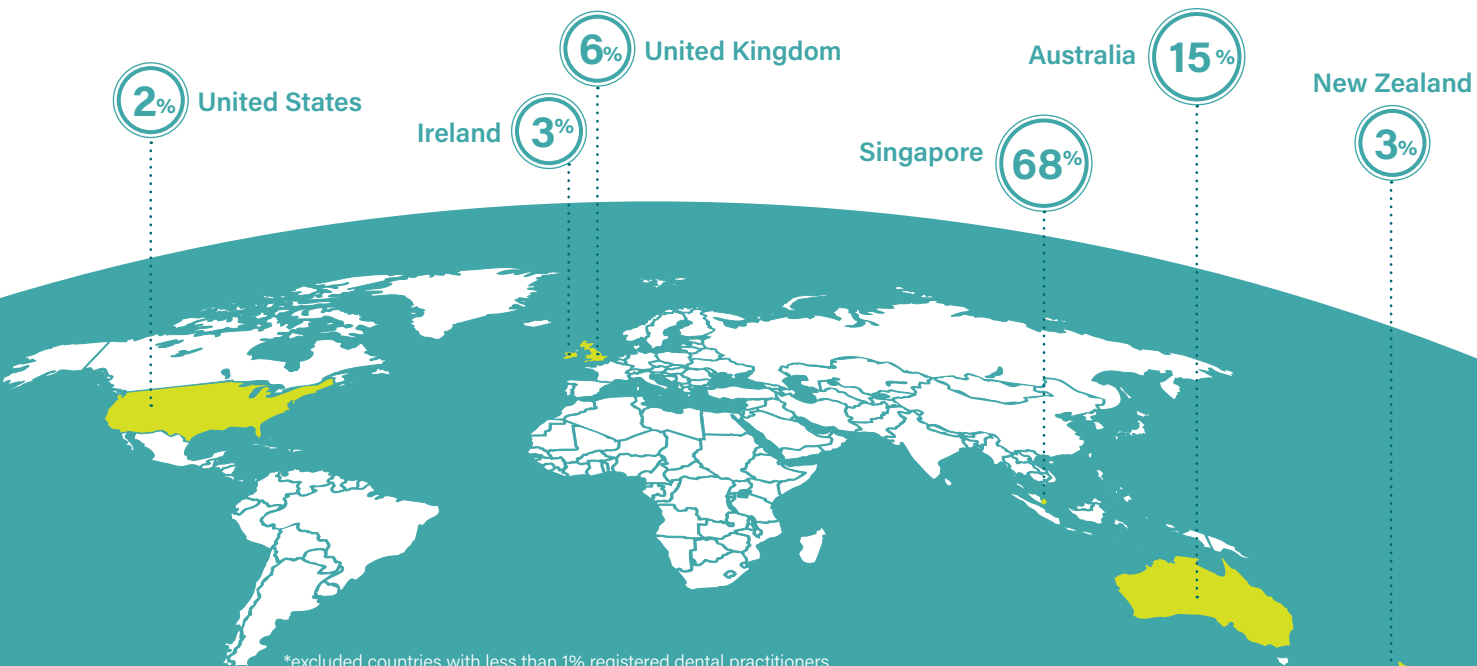 2% United States
Ireland 3%
6% United Kingdom
Singapore 68%
Australia 15%
New Zealand
3%
*excluded countries with less than 1% registered dental practitioners